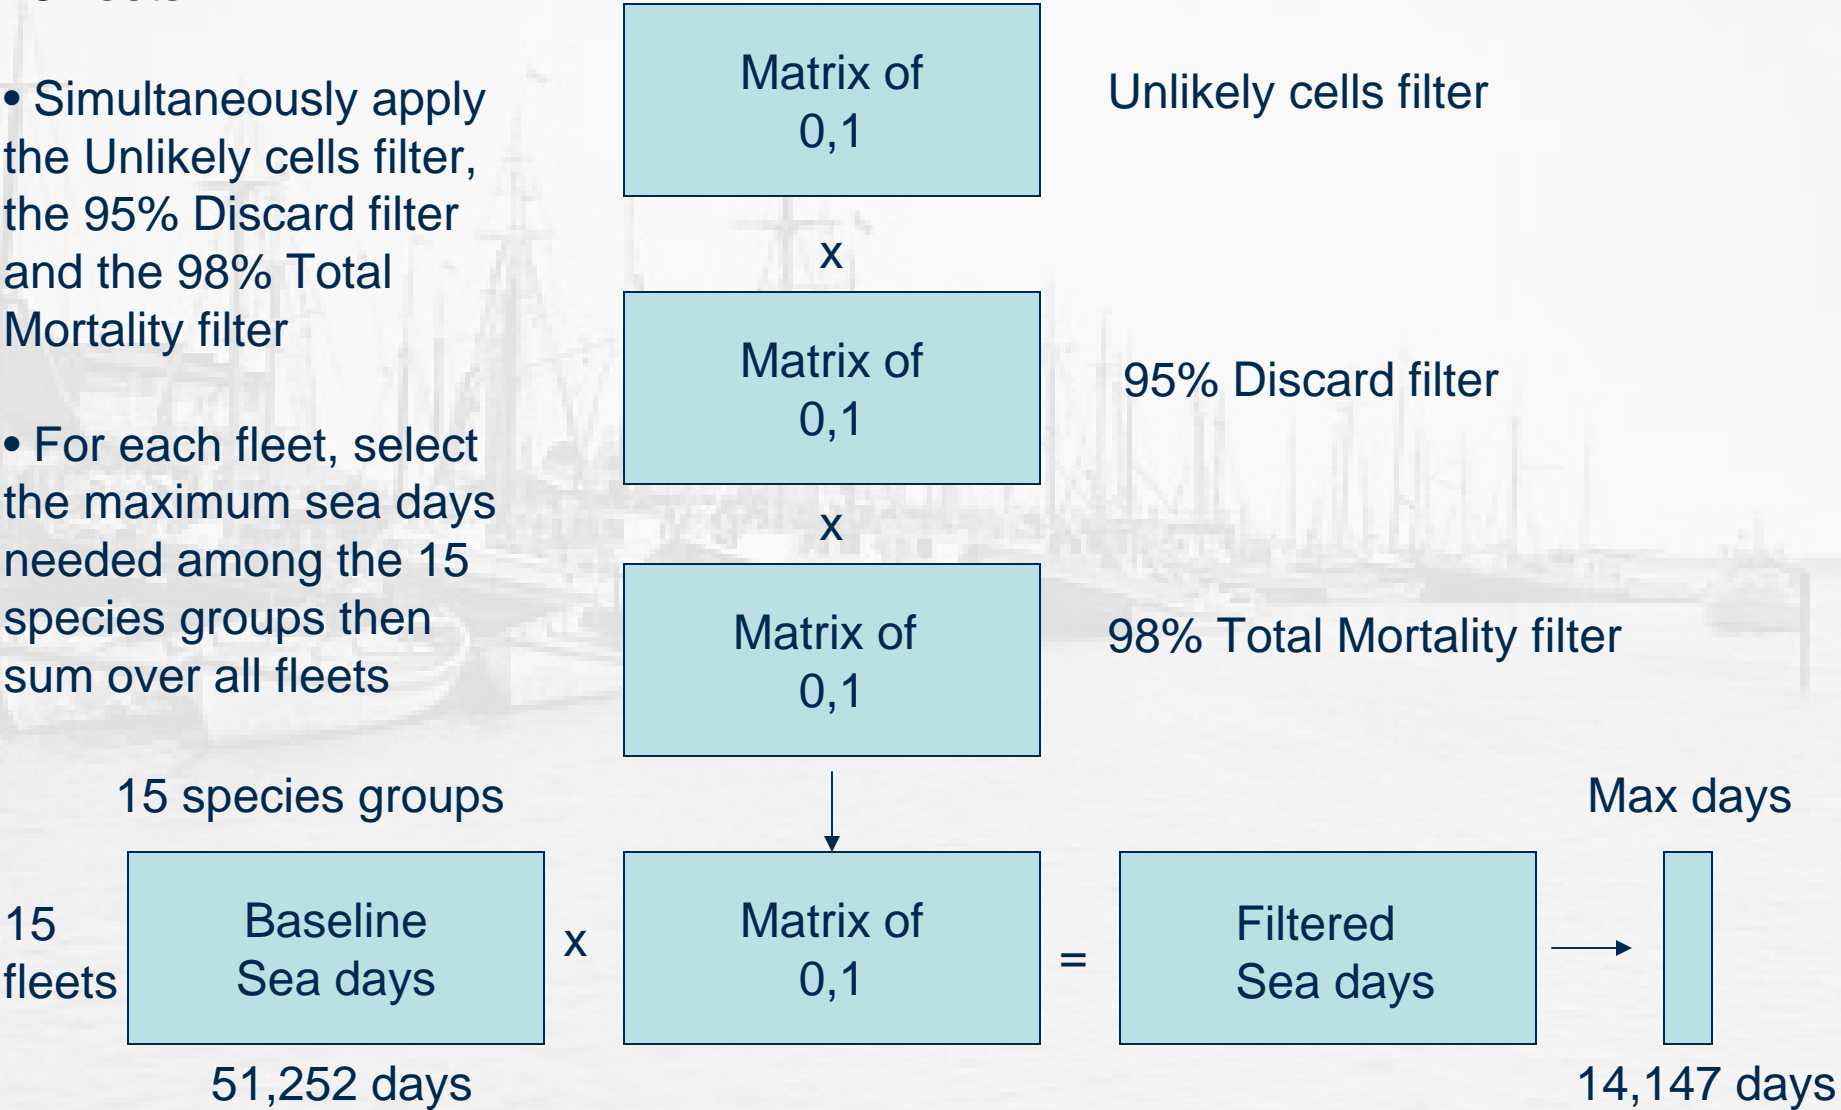 • Simultaneously apply
the Unlikely cells filter,
the 95% Discard filter
and the 98% Total
Mortality filter
• For each fleet, select
the maximum sea days
needed among the 15
species groups then
sum over all fleets
Matrix of
0,1
Unlikely cells filter
x
Matrix of
0,1
95% Discard filter
x
Matrix of
0,1
98% Total Mortality filter
15 species groups
Max days
15
fleets
Baseline
Sea days
x
Matrix of
0,1
=
Filtered
Sea days
51,252 days
14,147 days